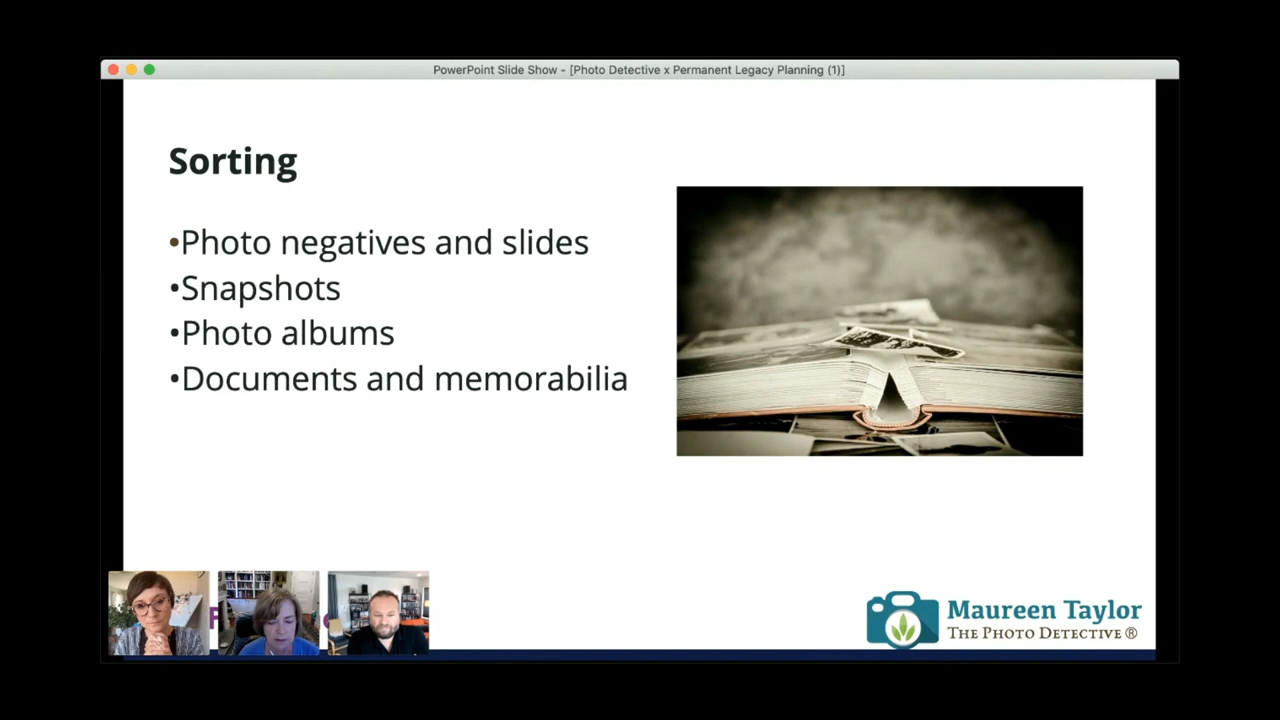 PowerPoint Slide Show - [Photo Detective x Permanent Legacy Planning (1)]
Sorting
•Photo negatives and slides
•Snapshots
•Photo albums
•Documents and memorabilia
Maureen Taylor
THE PHOTO DETECTIVE ®